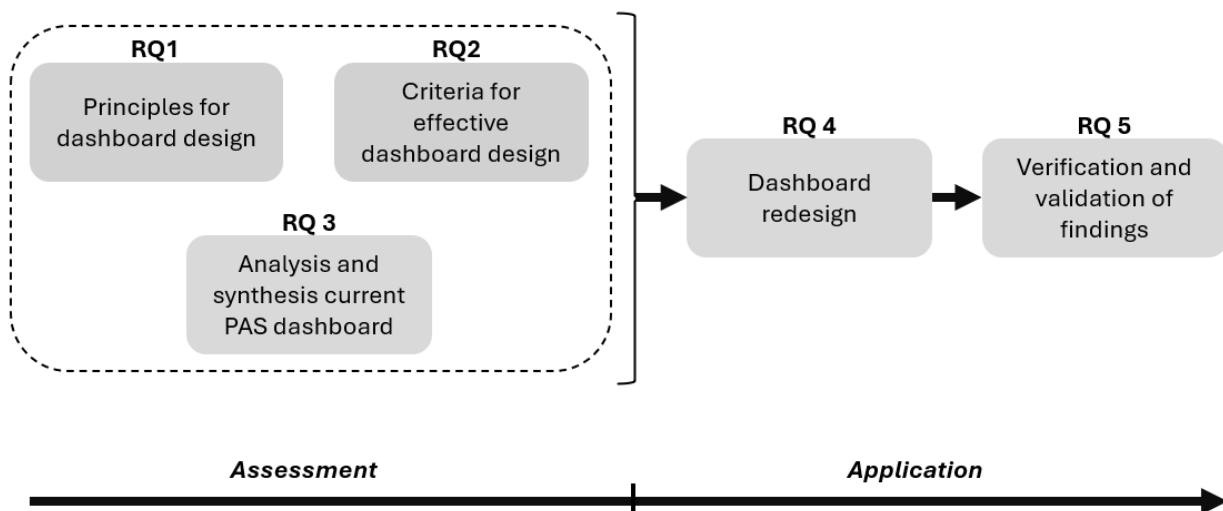 RQ1
Principles for
dashboard design
RQ2
Criteria for
effective
dashboard design
RQ 3
Analysis and
synthesis current
PAS dashboard
RQ 4
Dashboard
redesign
RQ 5
Verification and
validation of
findings
Assessment
Application